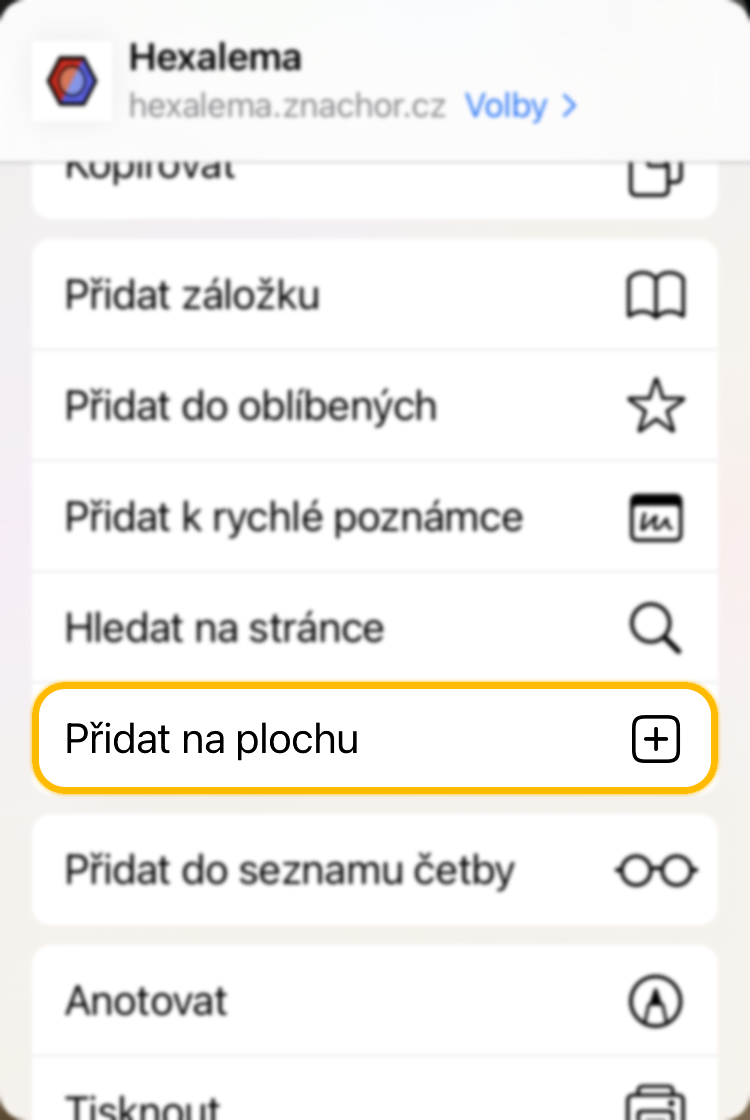 Hexalema
hexalema.znachor.cz Volby >
Kopírovat
Přidat záložku
Přidat do oblíbených
Přidat k rychlé poznámce
Hledat na stránce
Přidat na plochu
Přidat do seznamu četby
Anotovat
Tisknout